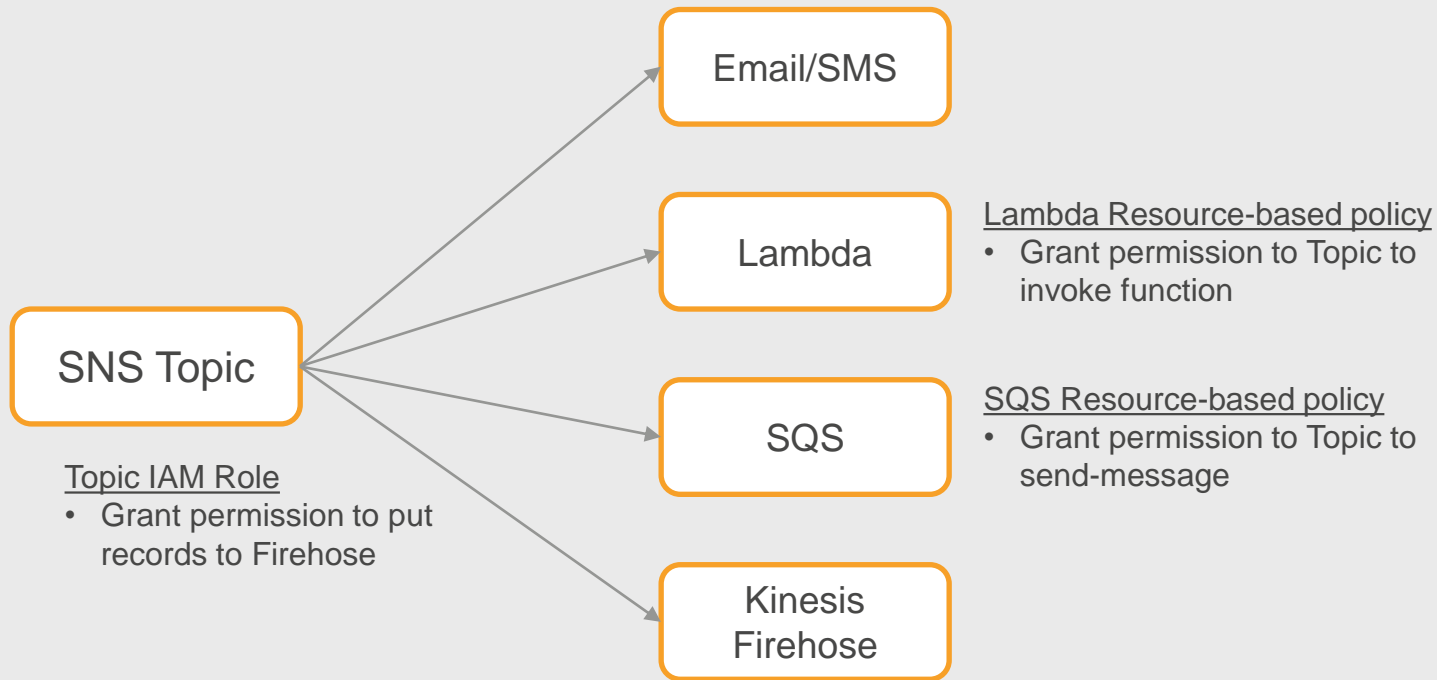 Email/SMS
Lambda
Lambda Resource-based policy
• Grant permission to Topic to
invoke function
SNS Topic
SQS
SQS Resource-based policy
• Grant permission to Topic to
send-message
Topic IAM Role
• Grant permission to put
records to Firehose
Kinesis
Firehose